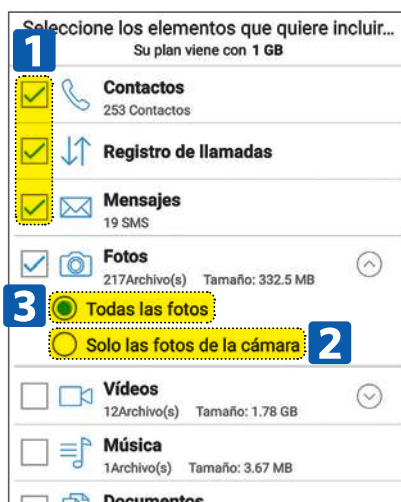 Seleccione los elementos que quiere incluir...
Su plan viene con 1 GB
1
Contactos
253 Contactos
Registro de llamadas
Mensajes
19 SMS
Fotos
217Archivo(s) Tamaño: 332.5 MB
3 Todas las fotos
Solo las fotos de la cámara 2
Vídeos
12Archivo(s) Tamaño: 1.78 GB
Música
1Archivo(s) Tamaño: 3.67 MB
Documentos